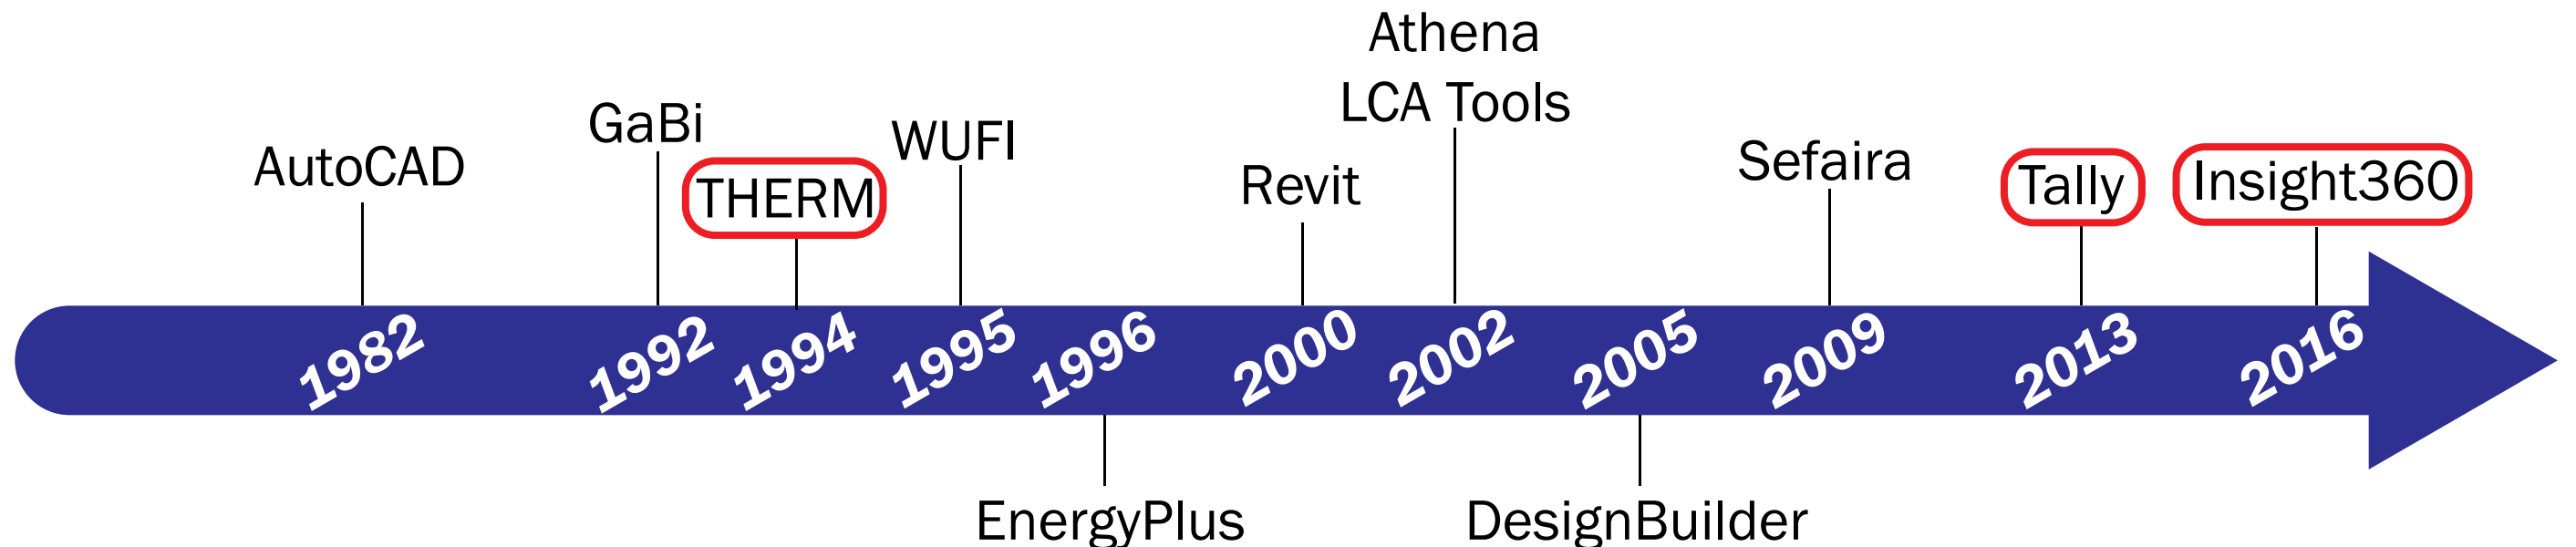 Athena
LCA Tools
GaBi
WUFI
AutoCAD
THERM
Revit
Sefaira
Tally
Insight360
1982
1992
1994
1995
1996
2000
2002
2005
2009
2013
2016
EnergyPlus
DesignBuilder